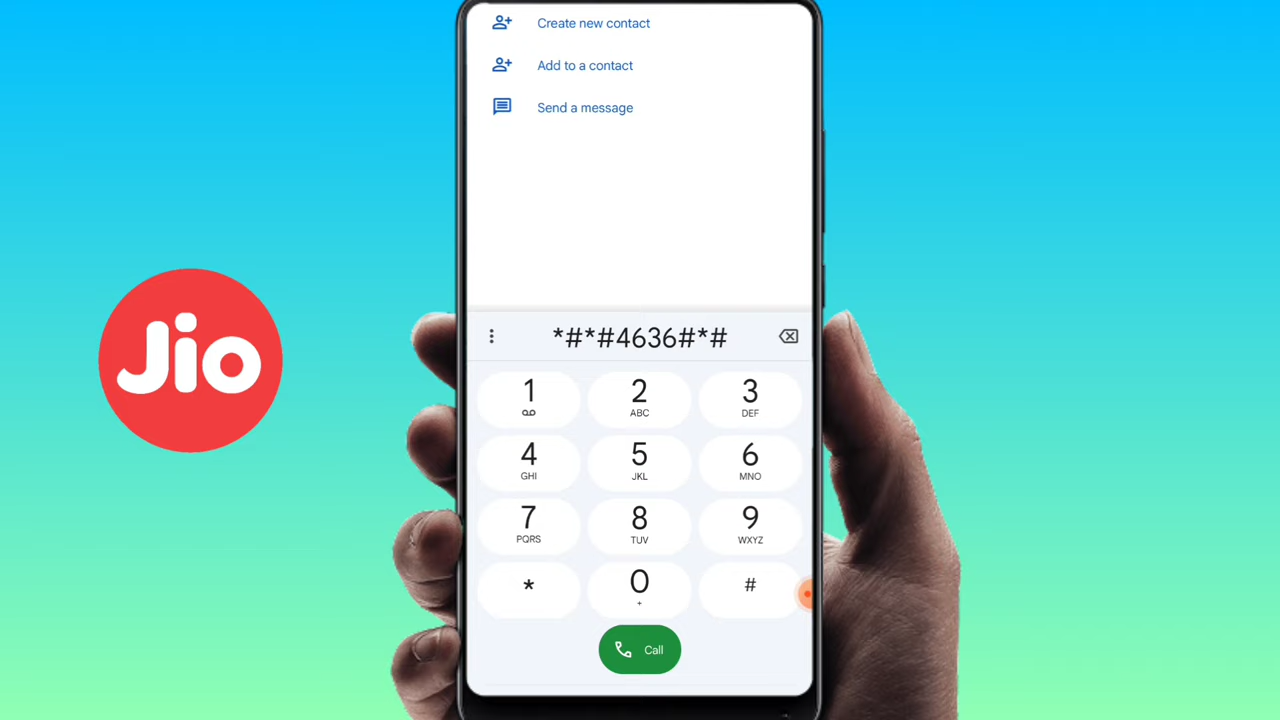 Create new contact
Add to a contact
Send a message
*#*#4636#*#
1
2
ABC
3
DEF
4
GHI
5
JKL
6
MNO
7
PQRS
8
TUV
9
WXYZ
*
0
+
#
Call
Jio